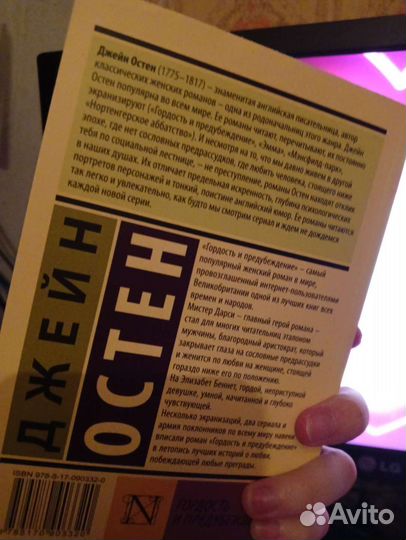 Джейн Остен (1775–1817) – знаменитая английская писательница, автор
классических женских романов – одна из родоначальниц этого жанра. Джейн
Остен популярна во всем мире. Ее романы читают, перечитывают, их постоянно
экранизируют («Гордость и предубеждение», «Эмма», «Мэнсфилд-парк»,
«Нортенгерское аббатство»). И несмотря на то, что мы давно живем в другой
эпохе, где нет сословных предрассудков, где любить человека, стоящего ниже
тебя по социальной лестнице, – не преступление, романы Остен находят отклик
в наших душах. Их отличает предельная искренность, глубина психологических
портретов персонажей и тонкий, поистине английский юмор. Ее романы читаются
так легко и увлекательно, как будто мы смотрим сериал и ждем не дождемся
каждой новой серии.
ДЖЕЙН
ОСТЕН
«Гордость и предубеждение» – самый
популярный женский роман в мире,
провозглашенный интернет-пользователями
Великобритании одной из лучших книг всех
времен и народов.
Мистер Дарси – главный герой романа –
стал для многих читательниц эталоном
мужчины, благородный аристократ, который
закрывает глаза на сословные предрассудки
и женится по любви на женщине, стоящей
гораздо ниже его по положению.
На Элизабет Беннет, гордой, неприступной
девушке, умной, начитанной и глубоко
чувствующей.
Несколько экранизаций, два сериала и
армия поклонников по всему миру навеки
вписали роман «Гордость и предубеждение»
в летопись лучших историй о любви,
побеждающей любые преграды.
ISBN 978-5-17-090332-0
9 785170 903320
N
ГОРДОСТЬ
И ПРЕДУБЕЖДЕНИЕ
LG
Avito